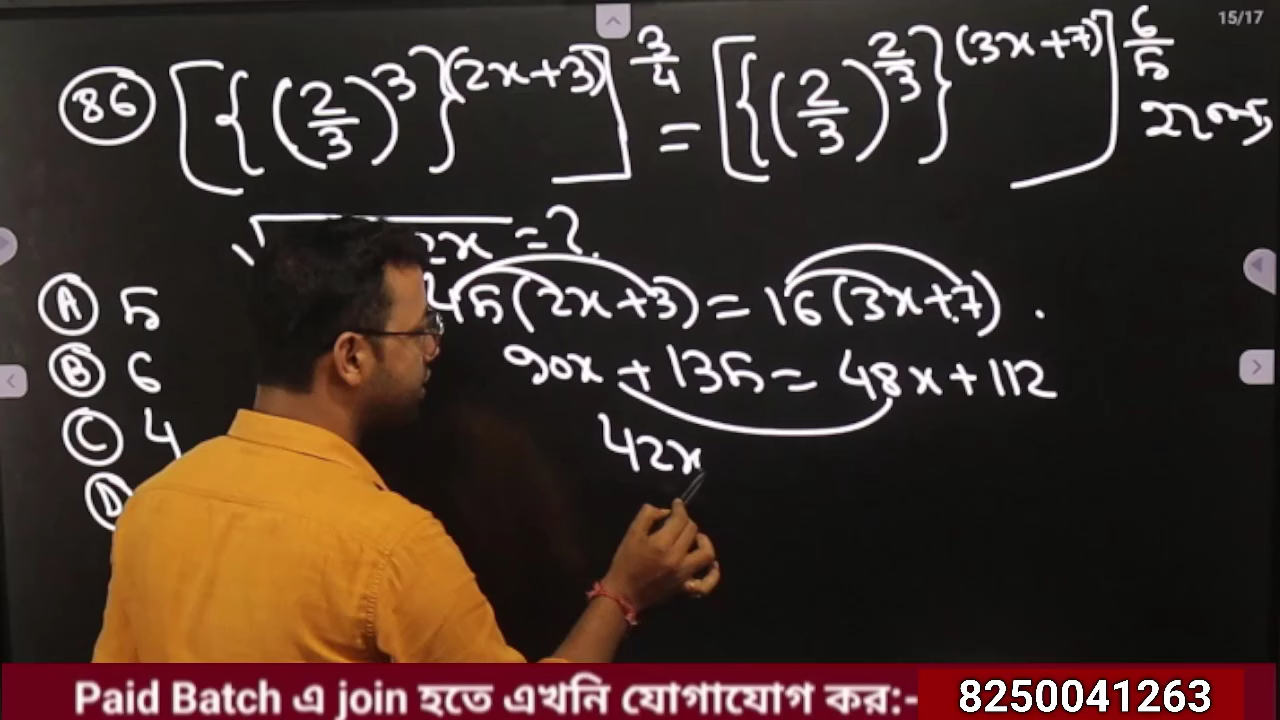 15/17
86 [{(2/3)^3}^(2x+3)]^3/4 = [{(2/3)^2/3}^(3x+7)]^6/5
2x = ?
A 5
B 6
C 4
D
45(2x+3) = 16(3x+7).
90x + 135 = 48x + 112
42x
Paid Batch এ join হতে এখনি যোগাযোগ কর:- 8250041263